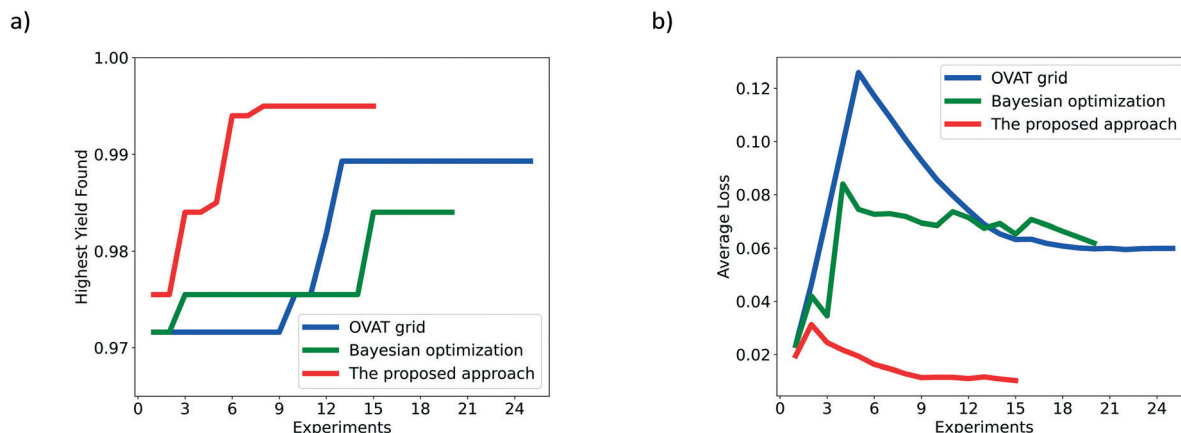 a)
1.00
0.99
0.98
0.97
Highest Yield Found
0 3 6 9 12 15 18 21 24
Experiments
OVAT grid
Bayesian optimization
The proposed approach
b)
0.12
0.10
0.08
0.06
0.04
0.02
Average Loss
0 3 6 9 12 15 18 21 24
Experiments
OVAT grid
Bayesian optimization
The proposed approach